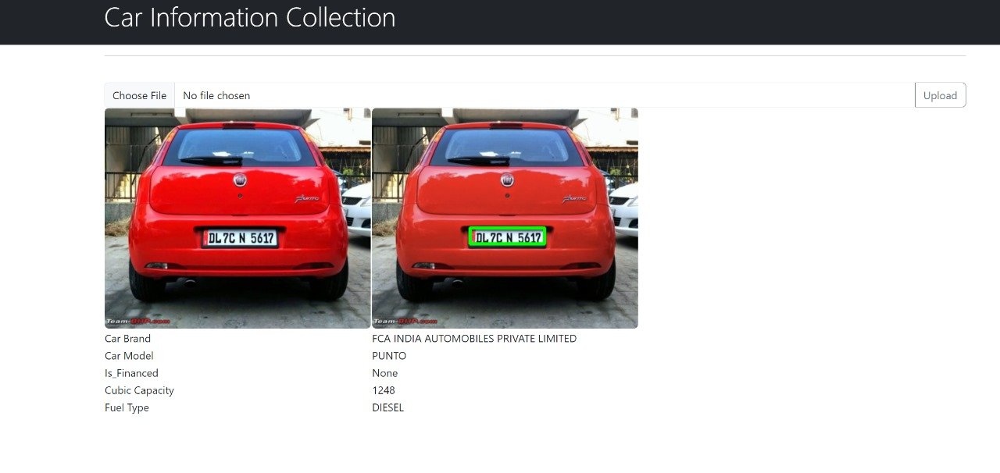 Car Information Collection
Choose File No file chosen Upload
PUNTO PUNTO
DL7C N 5617 DL7C N 5617
Team-BHP.com Team-BHP.com
Car Brand FCA INDIA AUTOMOBILES PRIVATE LIMITED
Car Model PUNTO
Is_Financed None
Cubic Capacity 1248
Fuel Type DIESEL